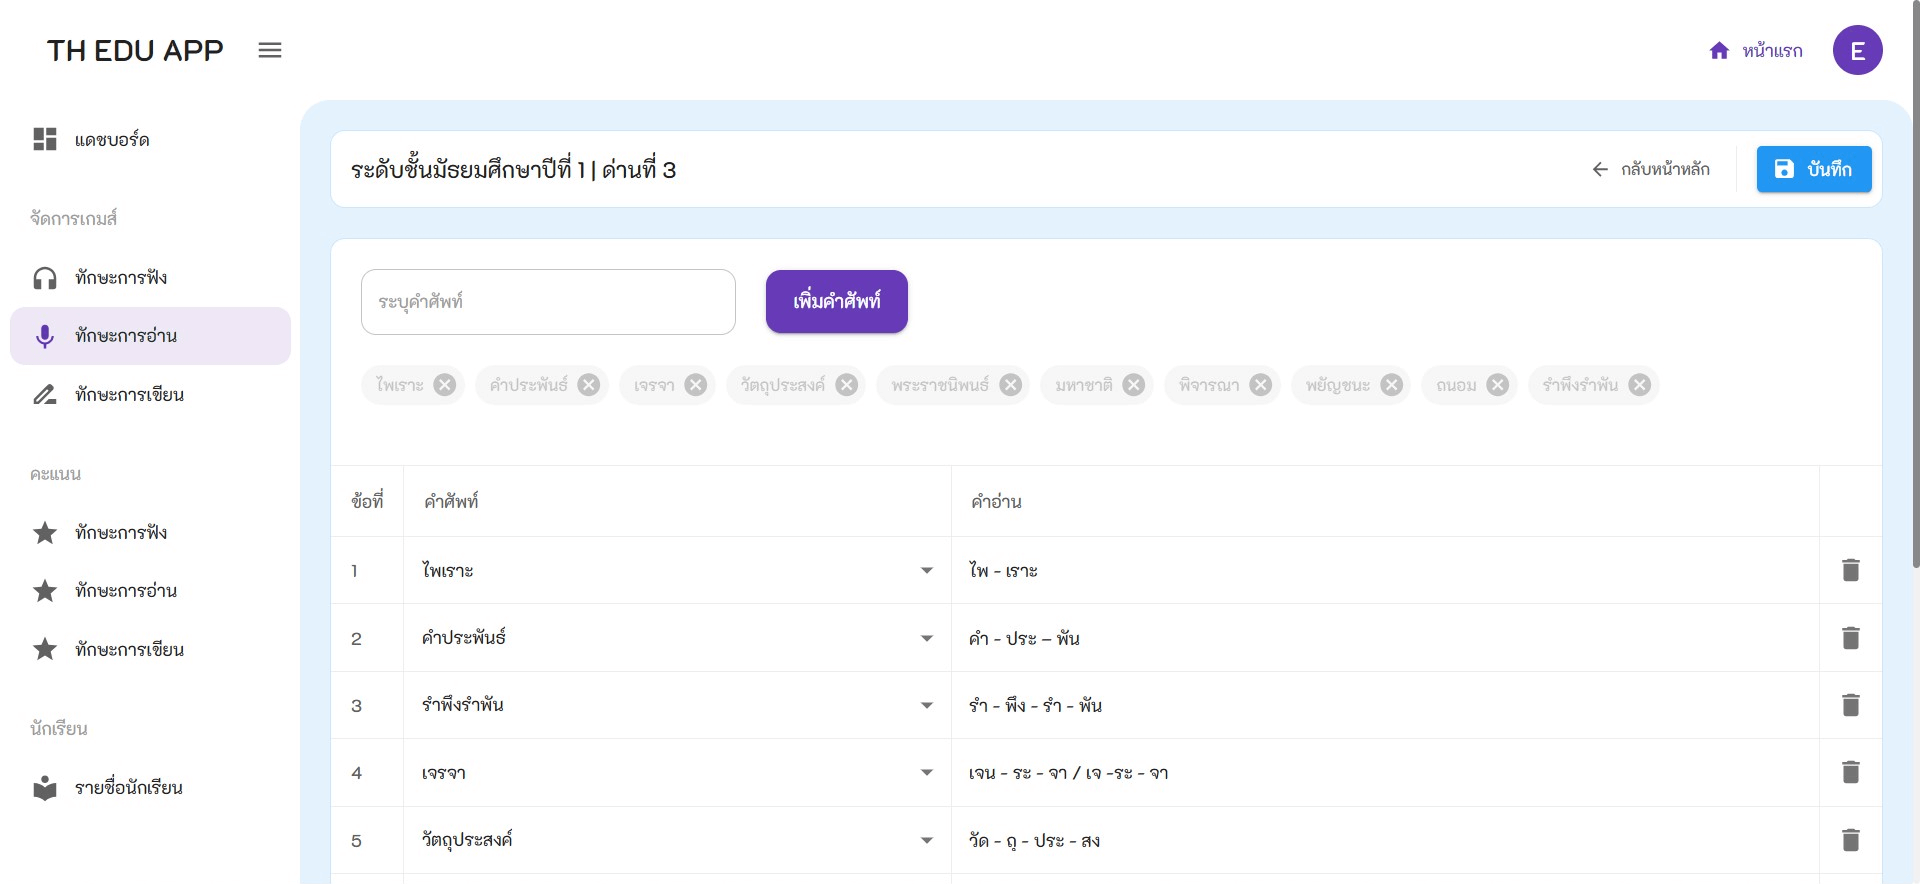 TH EDU APP
หน้าแรก
E
แดชบอร์ด
จัดการเกมส์
ทักษะการฟัง
ทักษะการอ่าน
ทักษะการเขียน
คะแนน
ทักษะการฟัง
ทักษะการอ่าน
ทักษะการเขียน
นักเรียน
รายชื่อนักเรียน
ระดับชั้นมัธยมศึกษาปีที่ 1 | ด่านที่ 3
กลับหน้าหลัก
บันทึก
ระบุคำศัพท์
เพิ่มคำศัพท์
ไพเราะ คำประพันธ์ เจรจา วัตถุประสงค์ พระราชนิพนธ์ มหาชาติ พิจารณา พยัญชนะ ถนอม รำพึงรำพัน
ข้อที่ คำศัพท์ คำอ่าน
1 ไพเราะ ไพ - เราะ
2 คำประพันธ์ คำ - ประ – พัน
3 รำพึงรำพัน รำ - พึง - รำ - พัน
4 เจรจา เจน - ระ - จา / เจ -ระ - จา
5 วัตถุประสงค์ วัด - ถุ - ประ - สง